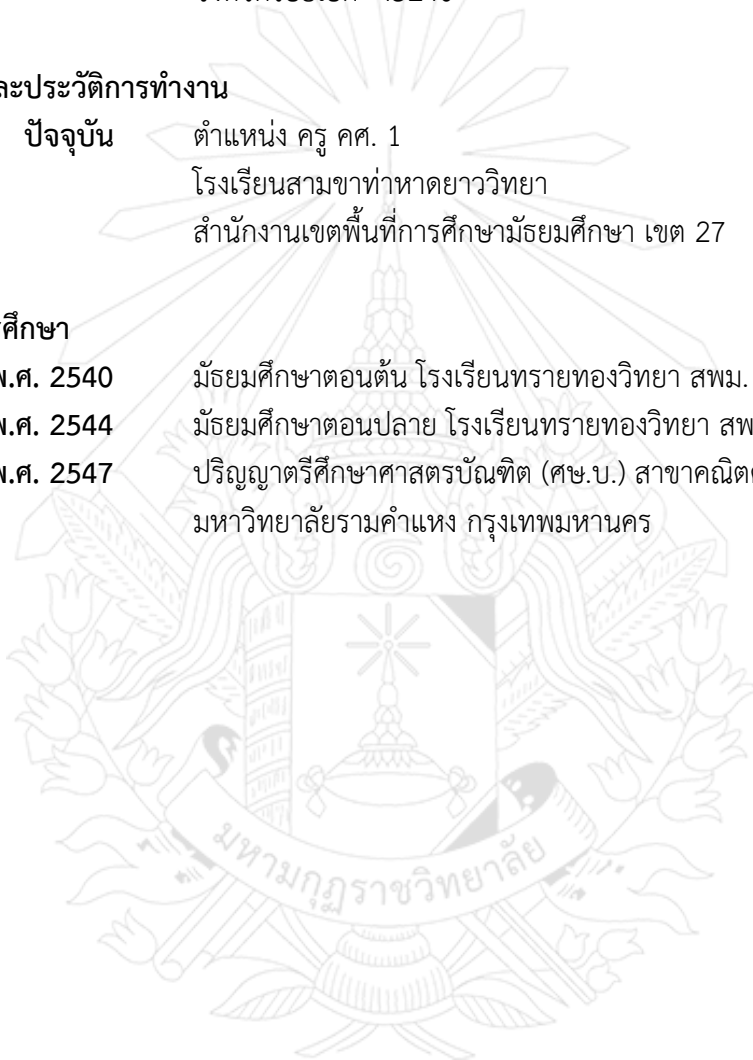 ละประวัติการทำงาน
ปัจจุบัน ตำแหน่ง ครู คศ. 1
โรงเรียนสามขาท่าหาดยาววิทยา
สำนักงานเขตพื้นที่การศึกษามัธยมศึกษา เขต 27
รศึกษา
พ.ศ. 2540 มัธยมศึกษาตอนต้น โรงเรียนทรายทองวิทยา สพม.
พ.ศ. 2544 มัธยมศึกษาตอนปลาย โรงเรียนทรายทองวิทยา สพ
พ.ศ. 2547 ปริญญาตรีศึกษาศาสตรบัณฑิต (ศษ.บ.) สาขาคณิต
มหาวิทยาลัยรามคำแหง กรุงเทพมหานคร
มหามกุฏราชวิทยาลัย